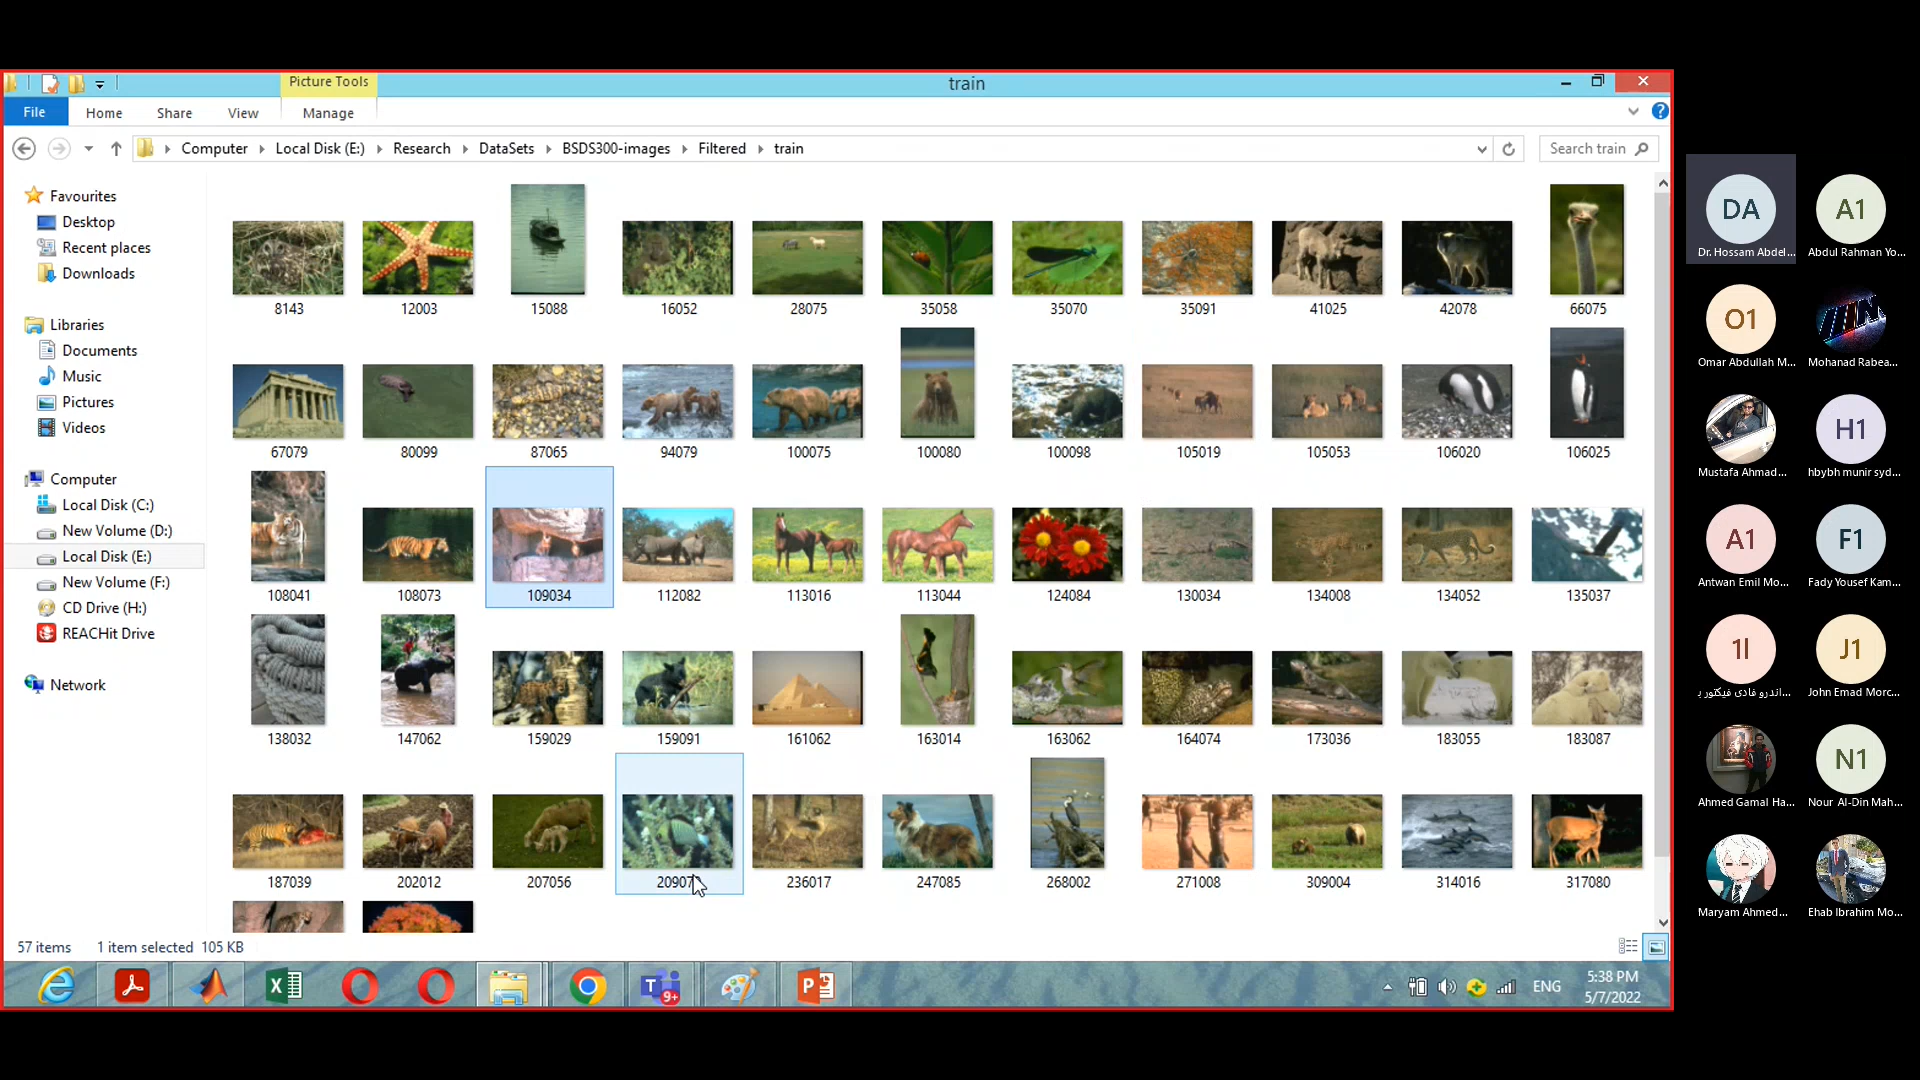 Picture Tools
train
File
Home
Share
View
Manage
Computer
Local Disk (E:)
Research
DataSets
BSDS300-images
Filtered
train
Search train
Favourites
Desktop
Recent places
Downloads
Libraries
Documents
Music
Pictures
Videos
Computer
Local Disk (C:)
New Volume (D:)
Local Disk (E:)
New Volume (F:)
CD Drive (H:)
REACHit Drive
Network
8143
12003
15088
16052
28075
35058
35070
35091
41025
42078
66075
67079
80099
87065
94079
100075
100080
100098
105019
105053
106020
106025
108041
108073
109034
112082
113016
113044
124084
130034
134008
134052
135037
138032
147062
159029
159091
161062
163014
163062
164074
173036
183055
183087
187039
202012
207056
236017
247085
268002
271008
309004
314016
317080
57 items
1 item selected 105 KB
9+
ENG
5:38 PM
5/7/2022
DA
Dr. Hossam Abdel...
A1
Abdul Rahman Yo...
O1
Omar Abdullah M...
Mohanad Rabea...
Mustafa Ahmad...
H1
hbybh munir syd...
A1
Antwan Emil Mo...
F1
Fady Yousef Kam...
1l
اندرو فادى فيكتور ب...
J1
John Emad Morc...
Ahmed Gamal Ha...
N1
Nour Al-Din Mah...
Maryam Ahmed...
Ehab Ibrahim Mo...